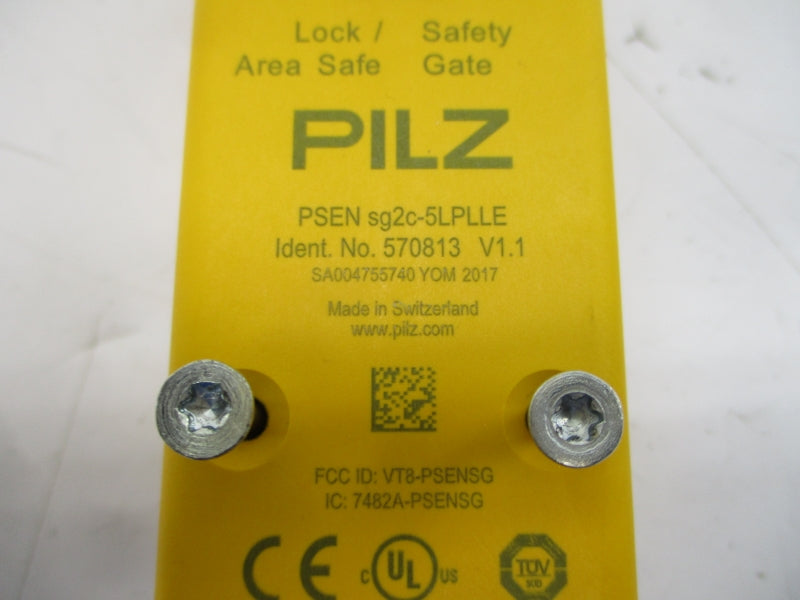 Lock / Safety
Area Safe Gate
PILZ
PSEN sg2c-5LPLLE
Ident. No. 570813 V1.1
SA004755740 YOM 2017
Made in Switzerland
www.pilz.com
FCC ID: VT8-PSENSG
IC: 7482A-PSENSG
CE c UL US TÜV
SÜD